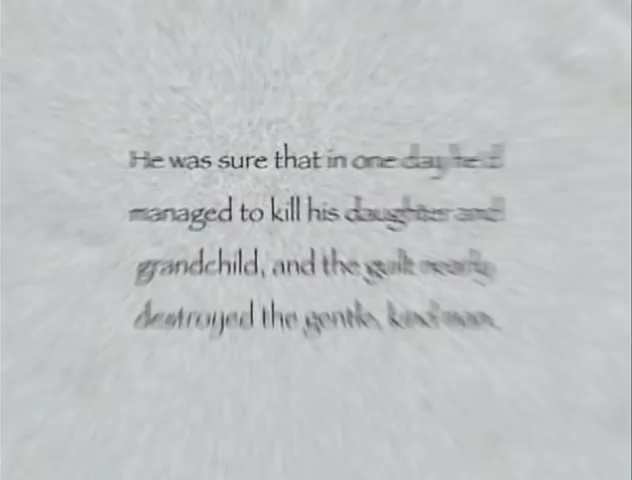 He was sure that in one day he'd
managed to kill his daughter and
grandchild, and the guilt nearly
destroyed the gentle, kind man.